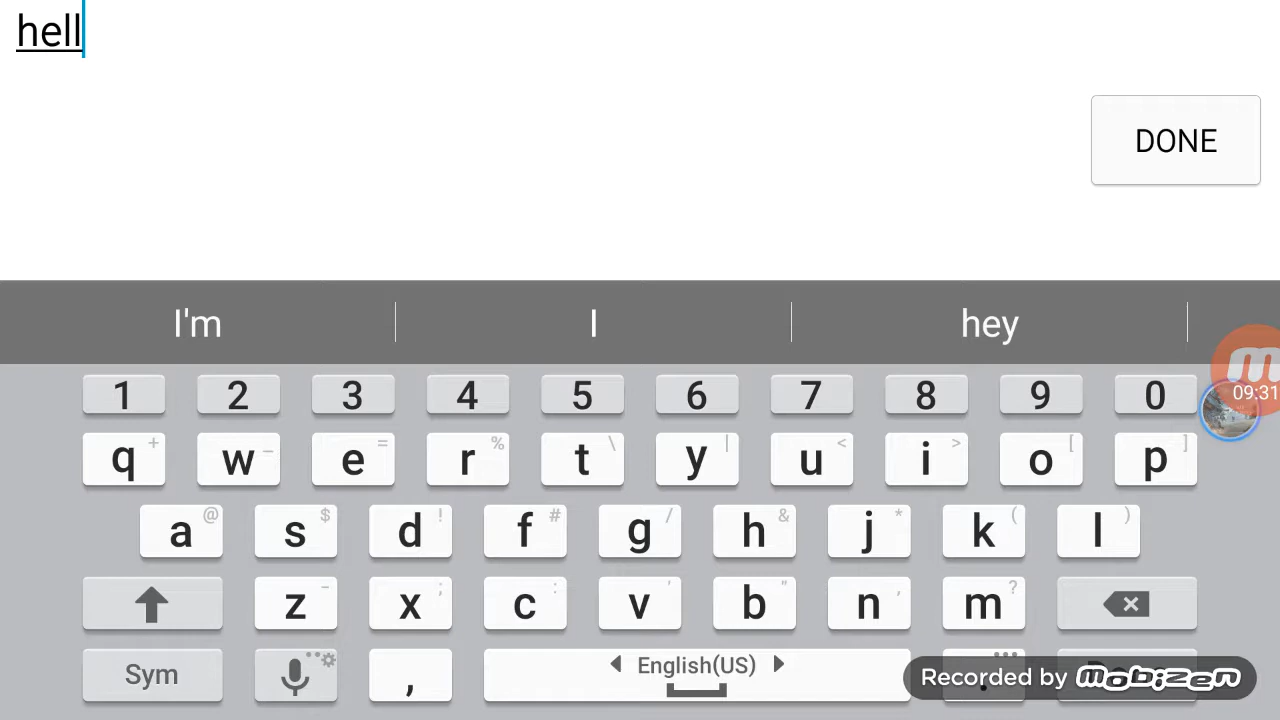 hell
DONE
I'm I hey
1 2 3 4 5 6 7 8 9 0
09:31
q + w - e = r % t \ y | u < i > o [ p ]
a @ s $ d ! f # g / h & j * k ( l )
z - x ; c : v ' b " n , m ?
Sym , English(US) .
Recorded by mobizen